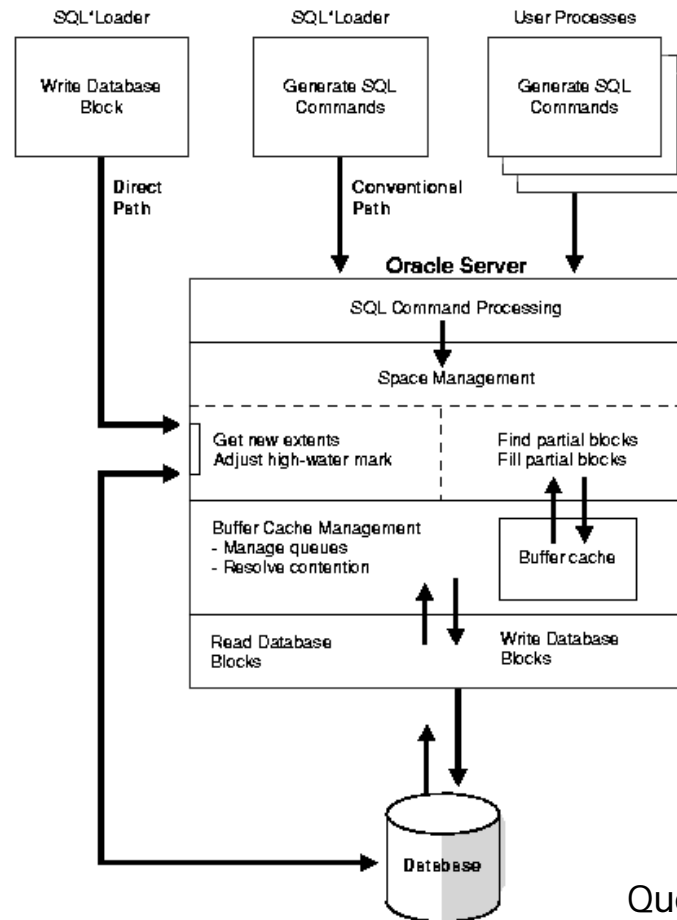 SQL*Loader
SQL*Loader
User Processes
Write Database
Block
Generate SQL
Commands
Generate SQL
Commands
Direct
Path
Conventional
Path
Oracle Server
SQL Command Processing
Space Management
Get new extents
Adjust high-water mark
Find partial blocks
Fill partial blocks
Buffer Cache Management
- Manage queues
- Resolve contention
Buffer cache
Read Database
Blocks
Write Database
Blocks
Database